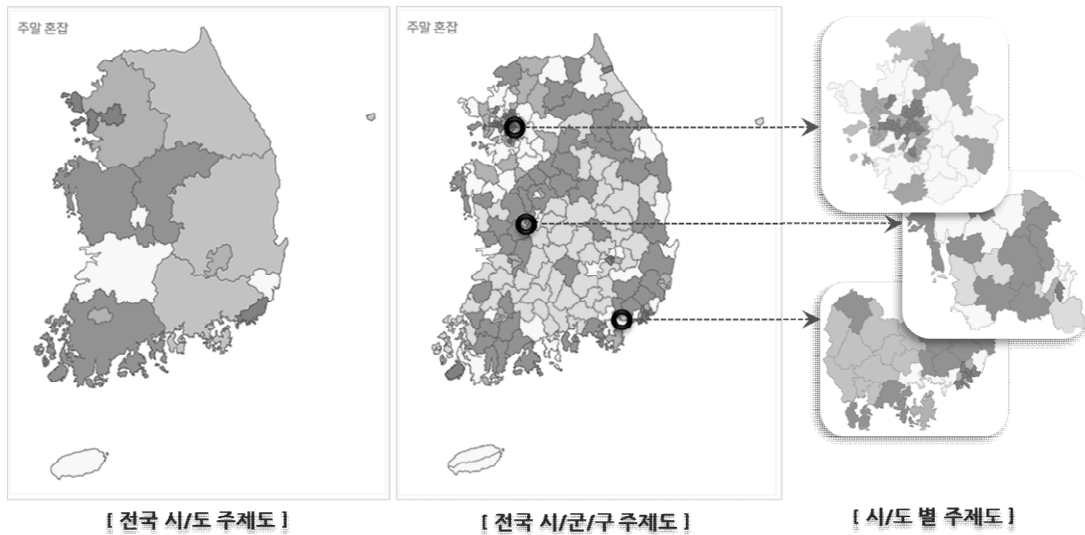 주말 혼잡
주말 혼잡
[ 전국 시/도 주제도 ]
[ 전국 시/군/구 주제도 ]
[ 시/도 별 주제도 ]